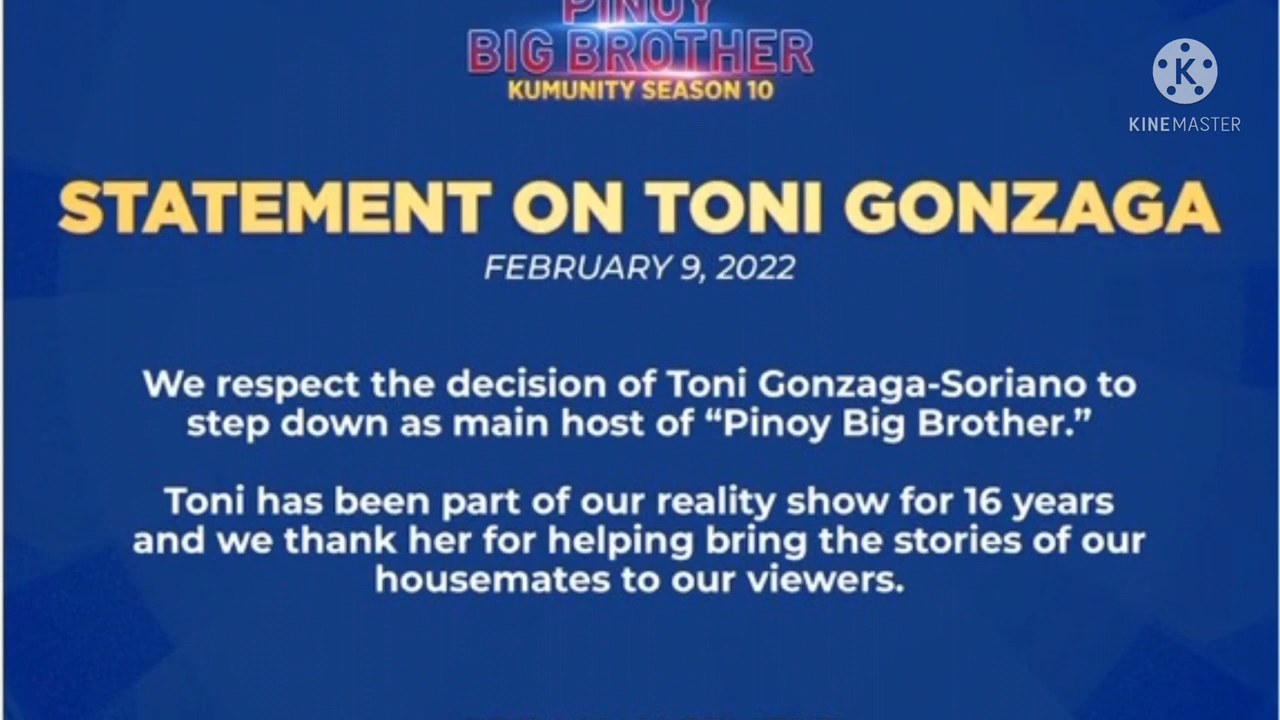 PINOY
BIG BROTHER
KUMUNITY SEASON 10
K
KINEMASTER
STATEMENT ON TONI GONZAGA
FEBRUARY 9, 2022
We respect the decision of Toni Gonzaga-Soriano to
step down as main host of “Pinoy Big Brother.”
Toni has been part of our reality show for 16 years
and we thank her for helping bring the stories of our
housemates to our viewers.